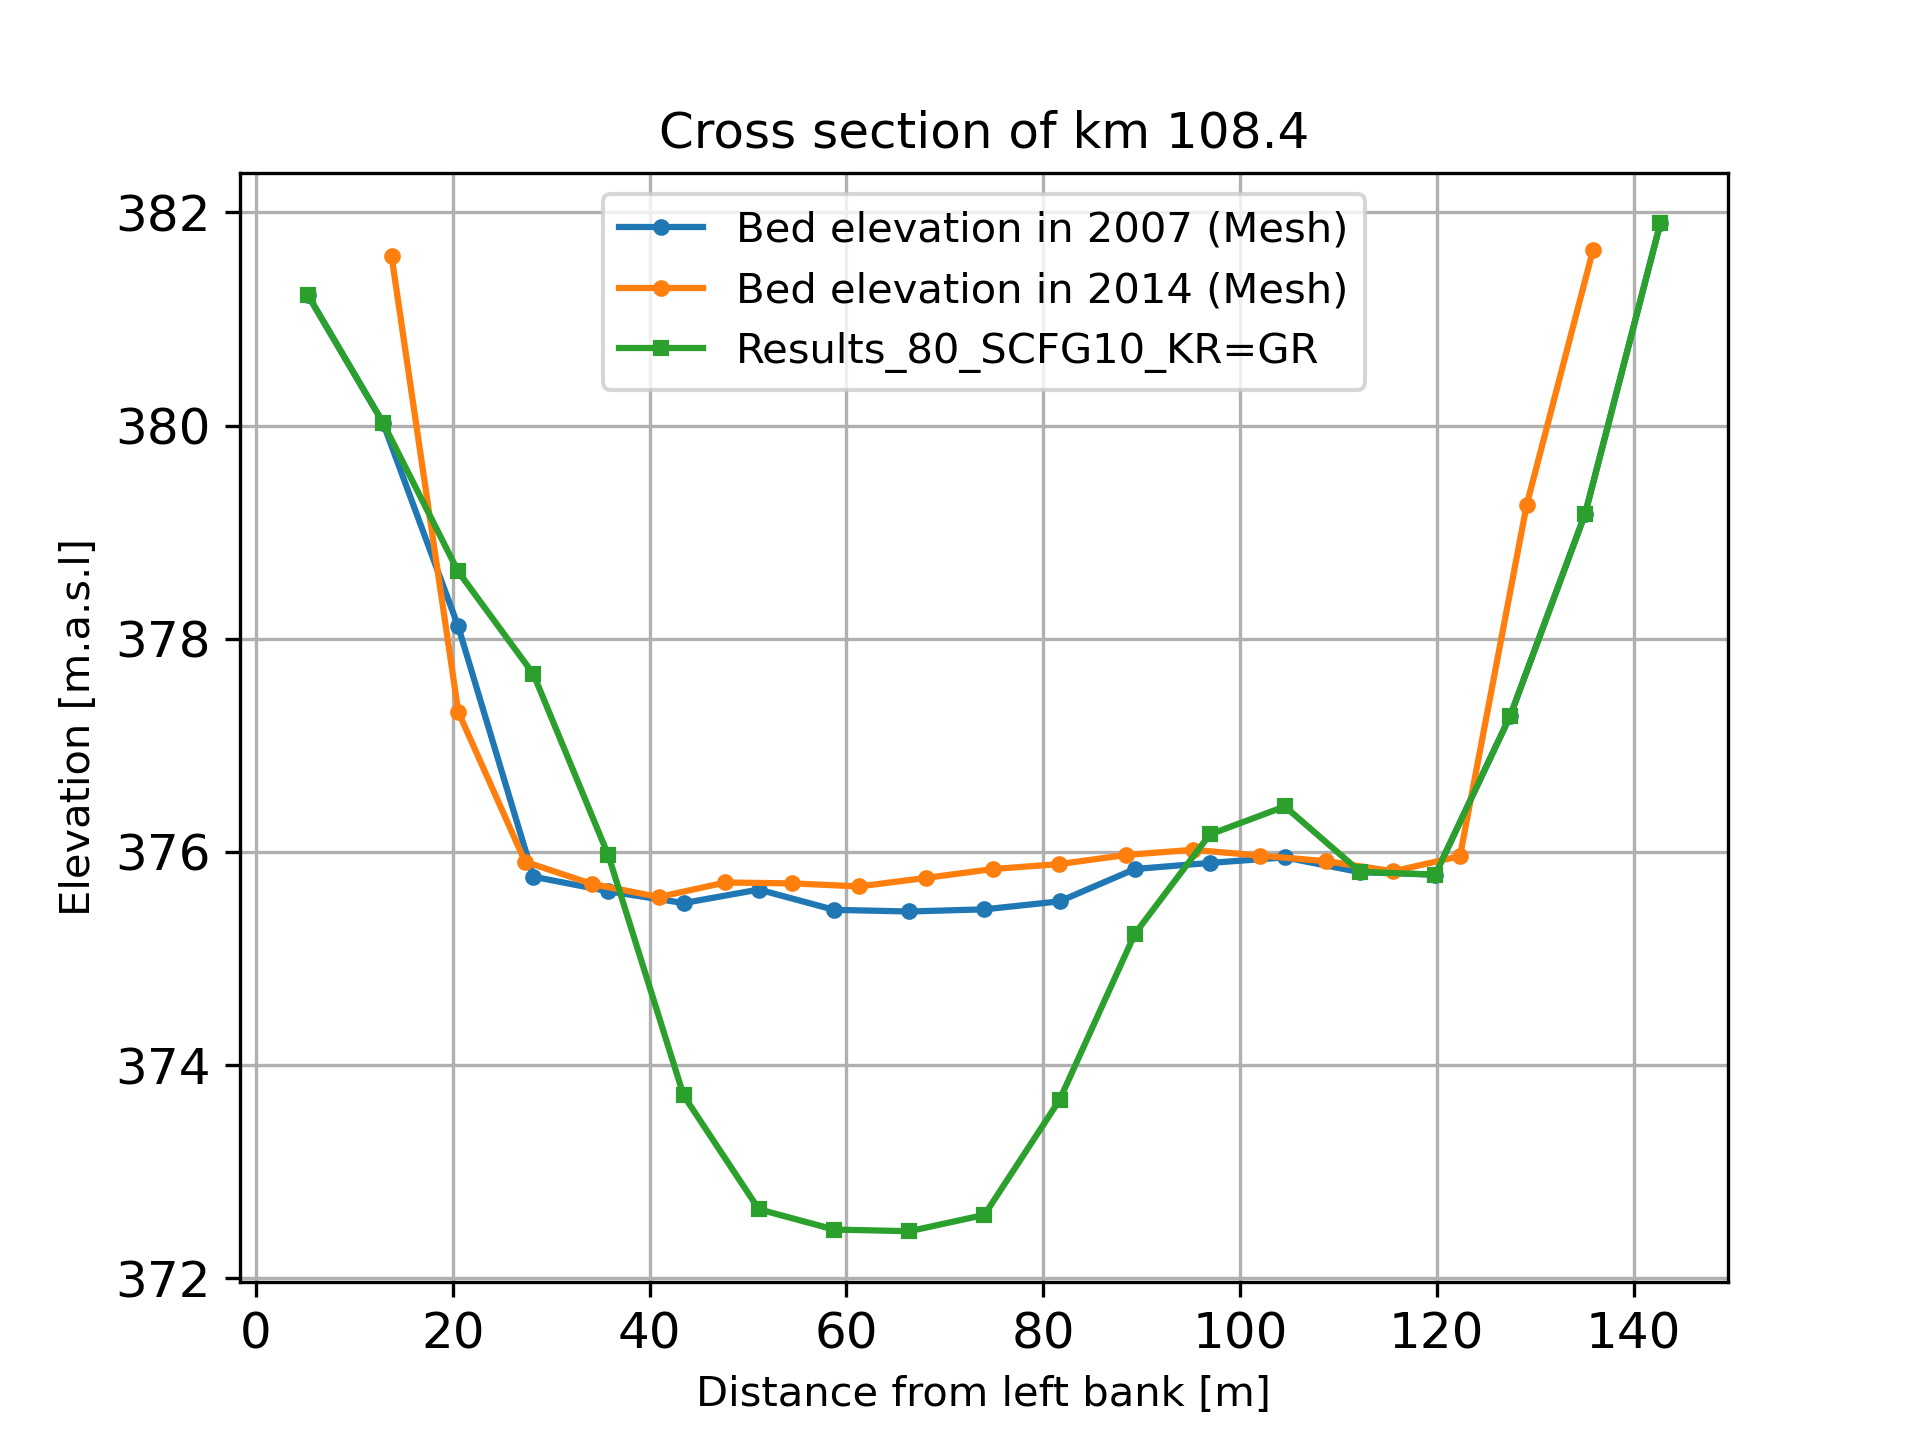 Cross section of km 108.4
Bed elevation in 2007 (Mesh)
Bed elevation in 2014 (Mesh)
Results_80_SCFG10_KR=GR
Elevation [m.a.s.l]
382
380
378
376
374
372
0 20 40 60 80 100 120 140
Distance from left bank [m]